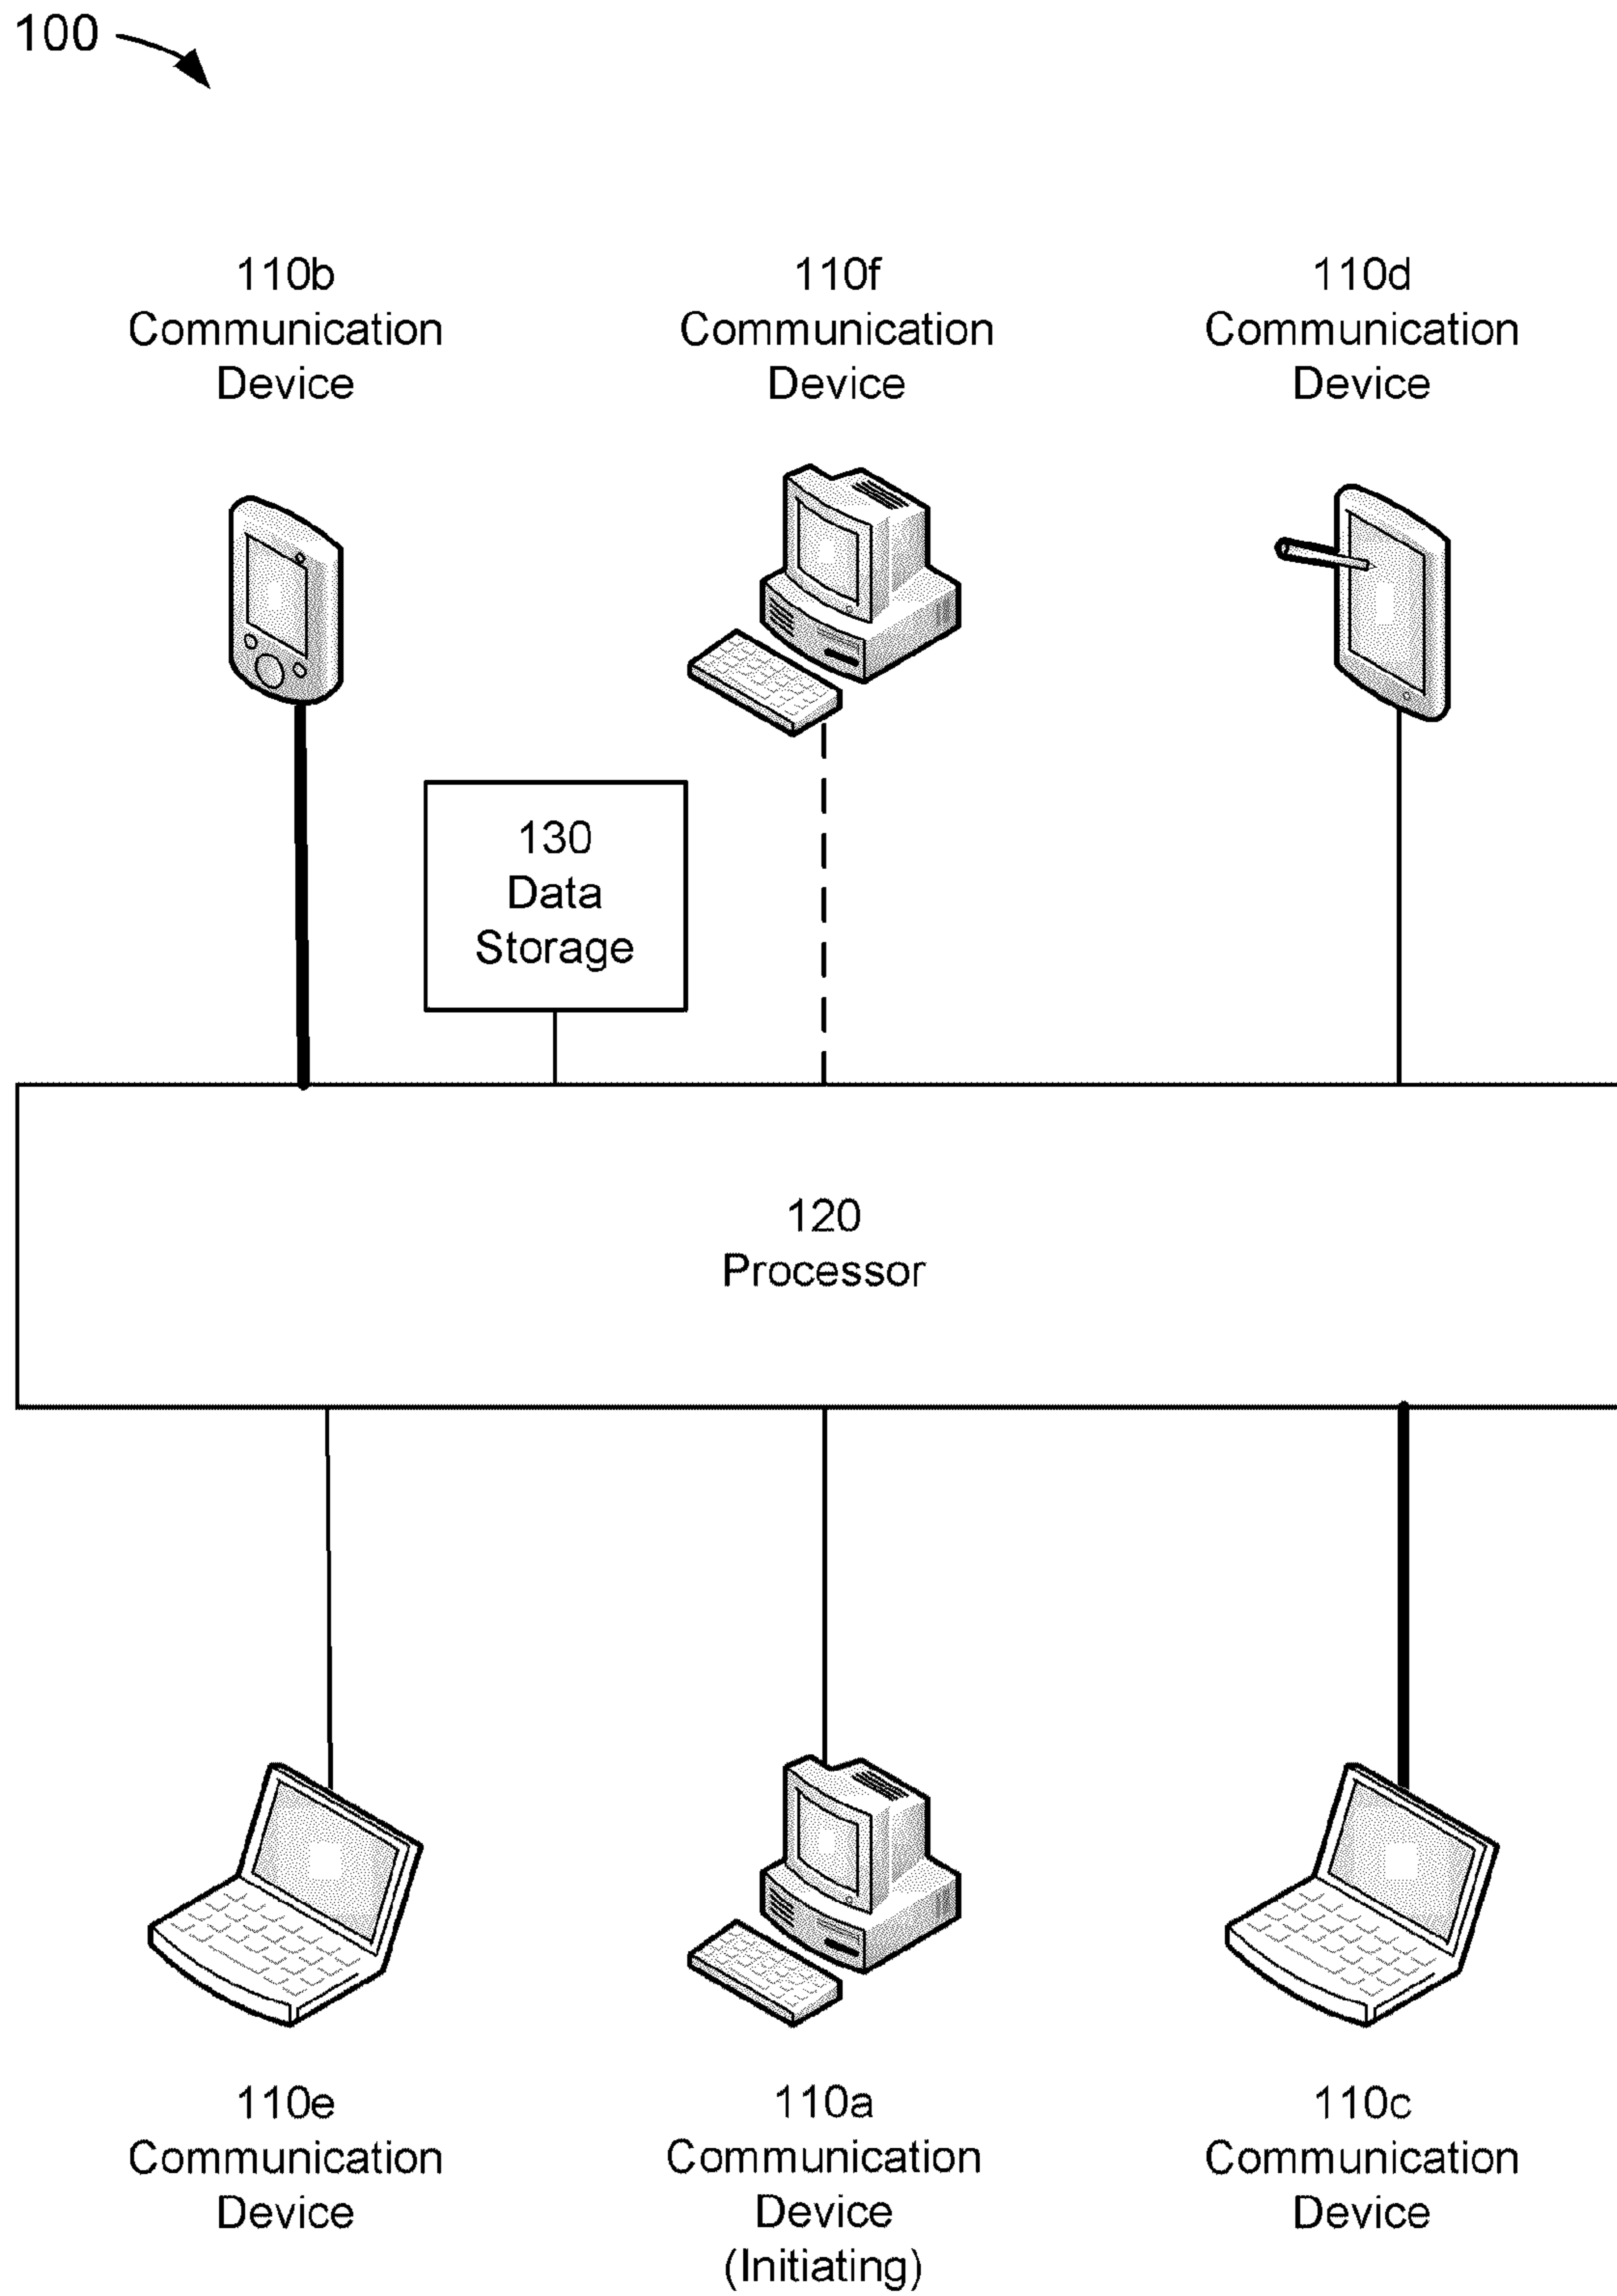 100
110b
Communication
Device
110f
Communication
Device
110d
Communication
Device
130
Data
Storage
120
Processor
110e
Communication
Device
110a
Communication
Device
(Initiating)
110c
Communication
Device